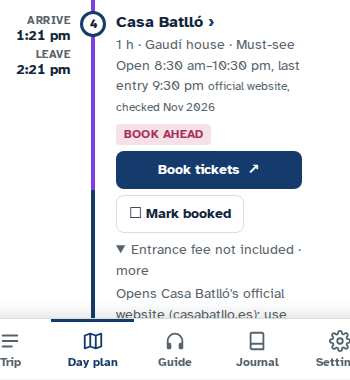 ARRIVE
1:21 pm
LEAVE
2:21 pm
4
Casa Batlló ›
1 h · Gaudí house · Must-see
Open 8:30 am–10:30 pm, last
entry 9:30 pm official website,
checked Nov 2026
BOOK AHEAD
Book tickets ↗
☐ Mark booked
▼ Entrance fee not included ·
more
Opens Casa Batlló's official
website (casabatllo.es): use
Trip
Day plan
Guide
Journal
Settin